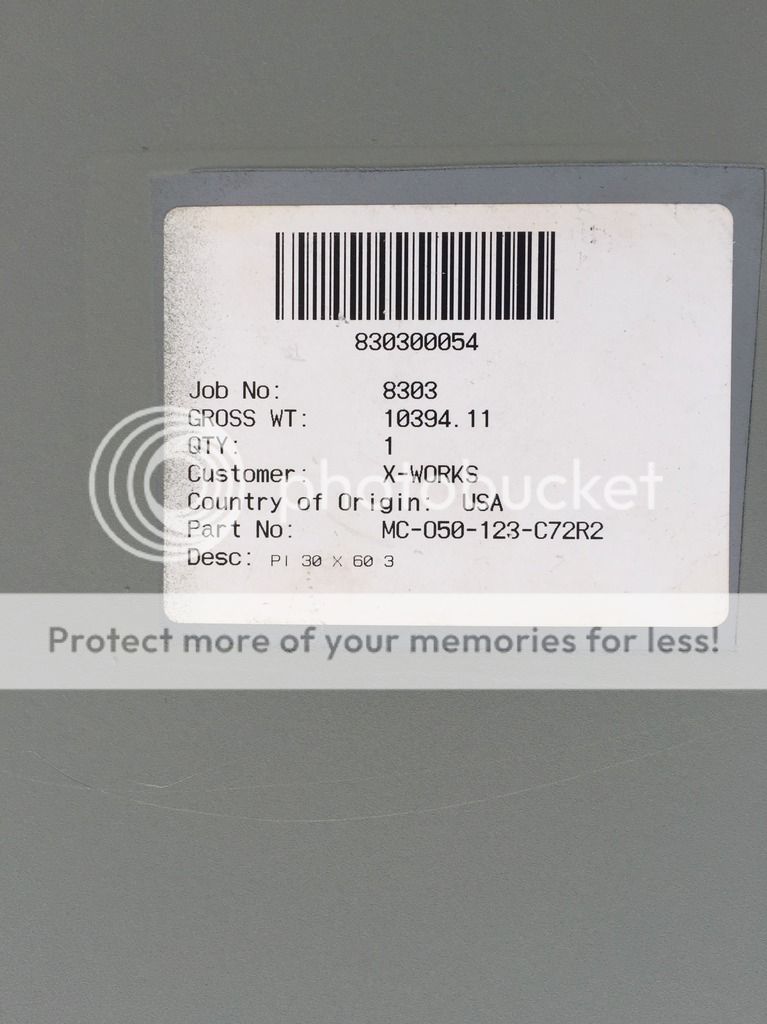 830300054
Job No: 8303
GROSS WT: 10394.11
QTY: 1
Customer: X-WORKS
Country of Origin: USA
Part No: MC-050-123-C72R2
Desc: PI 30 X 60 3
photobucket
Protect more of your memories for less!